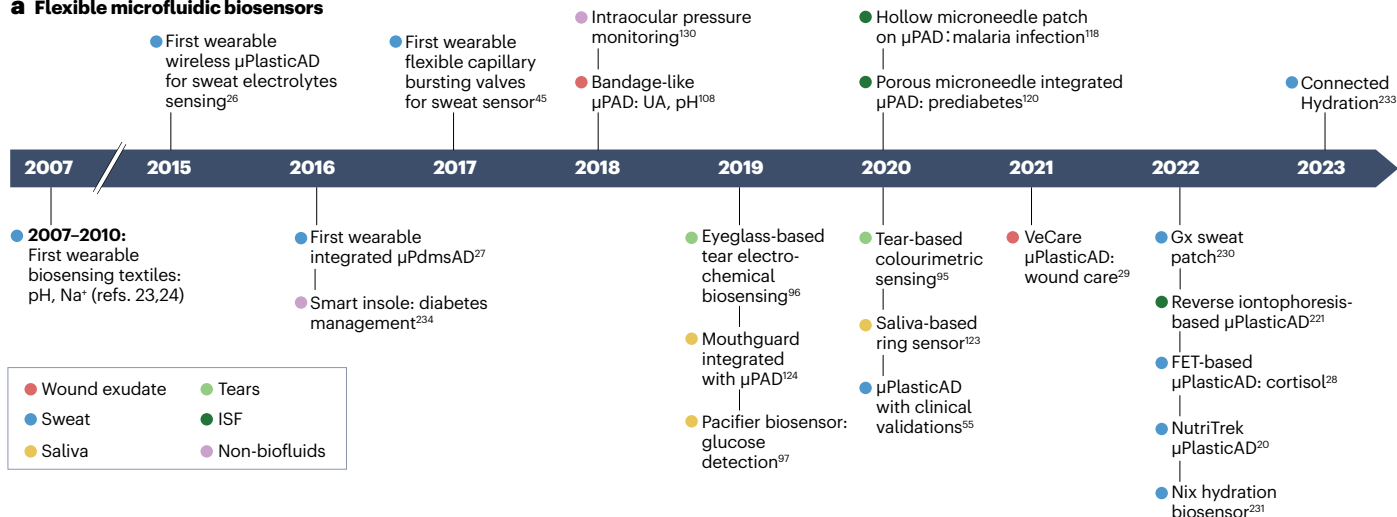 a Flexible microfluidic biosensors
First wearable
wireless µPlasticAD
for sweat electrolytes
sensing26
First wearable
flexible capillary
bursting valves
for sweat sensor45
Intraocular pressure
monitoring130
Bandage-like
µPAD: UA, pH108
Hollow microneedle patch
on µPAD: malaria infection118
Porous microneedle integrated
µPAD: prediabetes120
Connected
Hydration233
2007 2015 2016 2017 2018 2019 2020 2021 2022 2023
2007–2010:
First wearable
biosensing textiles:
pH, Na+ (refs. 23,24)
First wearable
integrated µPdmsAD27
Smart insole: diabetes
management234
Eyeglass-based
tear electro-
chemical
biosensing96
Mouthguard
integrated
with µPAD124
Pacifier biosensor:
glucose
detection97
Tear-based
colourimetric
sensing95
Saliva-based
ring sensor123
µPlasticAD
with clinical
validations55
VeCare
µPlasticAD:
wound care29
Gx sweat
patch230
Reverse iontophoresis-
based µPlasticAD221
FET-based
µPlasticAD: cortisol28
NutriTrek
µPlasticAD20
Nix hydration
biosensor231
Wound exudate
Sweat
Saliva
Tears
ISF
Non-biofluids